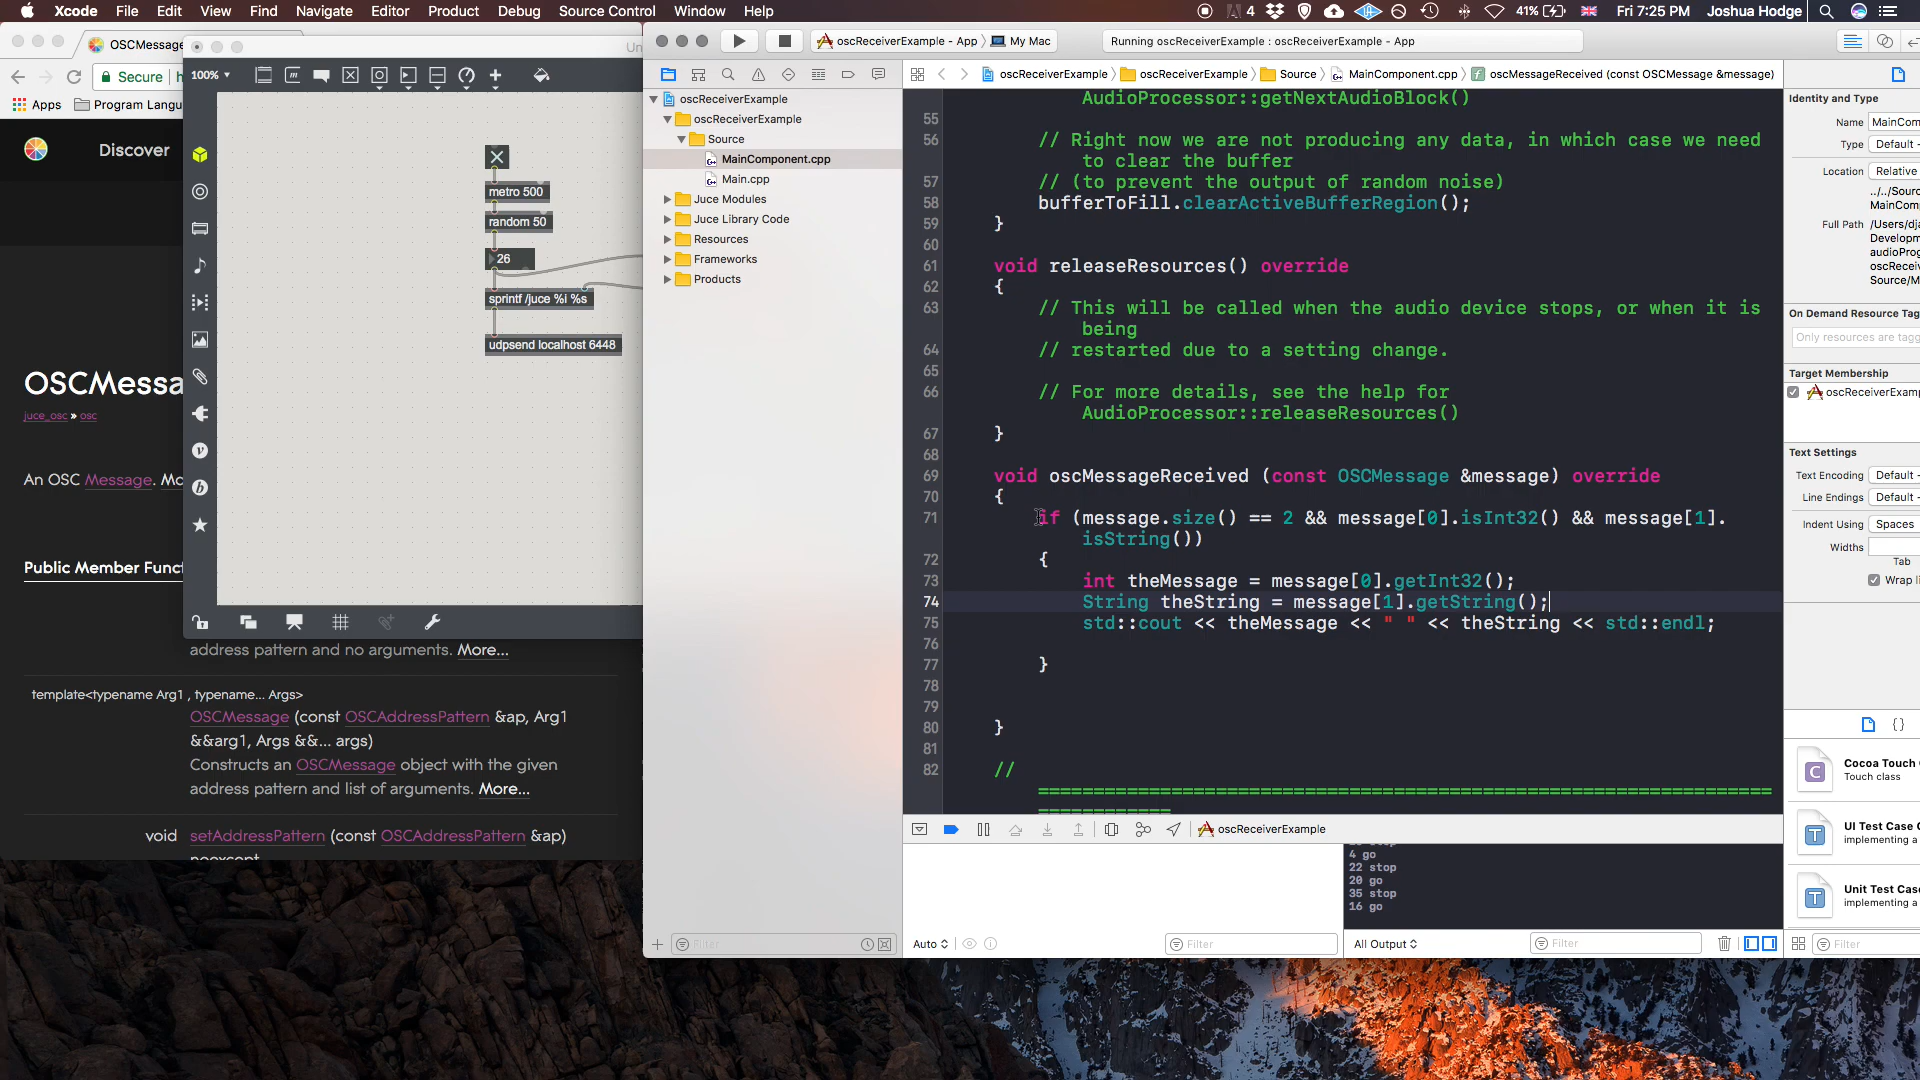 Xcode File Edit View Find Navigate Editor Product Debug Source Control Window Help
4 41% Fri 7:25 PM Joshua Hodge
OSCMessage
Secure
Apps Program Langu
Discover
OSCMessa
juce_osc » osc
An OSC Message. Mo
Public Member Func
address pattern and no arguments. More...
template<typename Arg1 , typename... Args>
OSCMessage (const OSCAddressPattern &ap, Arg1
&&arg1, Args &&... args)
Constructs an OSCMessage object with the given
address pattern and list of arguments. More...
void setAddressPattern (const OSCAddressPattern &ap)
noexcept
Un
100%
metro 500
random 50
26
sprintf /juce %i %s
udpsend localhost 6448
oscReceiverExample - App My Mac
Running oscReceiverExample : oscReceiverExample - App
oscReceiverExample oscReceiverExample Source MainComponent.cpp oscMessageReceived (const OSCMessage &message)
oscReceiverExample
oscReceiverExample
Source
MainComponent.cpp
Main.cpp
Juce Modules
Juce Library Code
Resources
Frameworks
Products
Filter
AudioProcessor::getNextAudioBlock()
55
56 // Right now we are not producing any data, in which case we need
to clear the buffer
57 // (to prevent the output of random noise)
58 bufferToFill.clearActiveBufferRegion();
59 }
60
61 void releaseResources() override
62 {
63 // This will be called when the audio device stops, or when it is
being
64 // restarted due to a setting change.
65
66 // For more details, see the help for
AudioProcessor::releaseResources()
67 }
68
69 void oscMessageReceived (const OSCMessage &message) override
70 {
71 if (message.size() == 2 && message[0].isInt32() && message[1].
isString())
72 {
73 int theMessage = message[0].getInt32();
74 String theString = message[1].getString();
75 std::cout << theMessage << " " << theString << std::endl;
76
77 }
78
79
80 }
81
82 //
==================================================================
============
oscReceiverExample
4 go
22 stop
20 go
35 stop
16 go
Auto Filter All Output Filter
Identity and Type
Name MainCom
Type Default -
Location Relative
../../Sourc
MainComp
Full Path /Users/dja
Developm
audioProg
oscReceiv
Source/M
On Demand Resource Tag
Only resources are tagg
Target Membership
oscReceiverExamp
Text Settings
Text Encoding Default -
Line Endings Default -
Indent Using Spaces
Widths
Tab
Wrap li
{ }
C Cocoa Touch C
Touch class
T UI Test Case C
implementing a
T Unit Test Case
implementing a
Filter